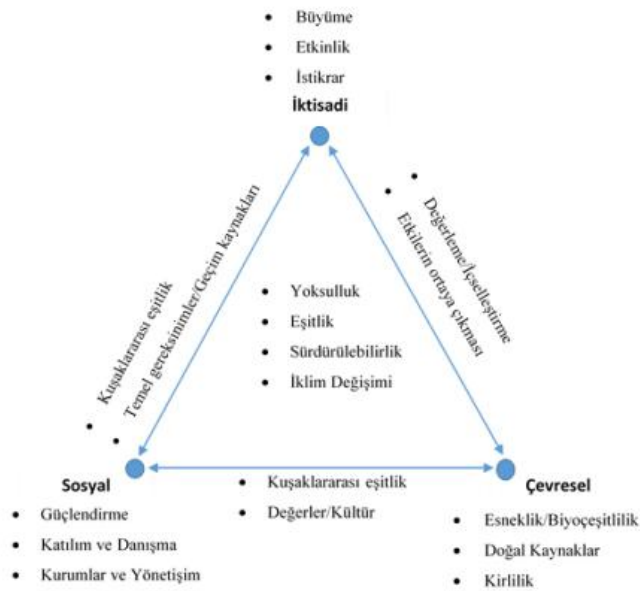 • Büyüme
• Etkinlik
• İstikrar
İktisadi
• Kuşaklararası eşitlik
• Temel gereksinimler/Geçim kaynakları
• Değerleme/İçselleştirme
• Etkilerin ortaya çıkması
• Yoksulluk
• Eşitlik
• Sürdürülebilirlik
• İklim Değişimi
Sosyal
• Güçlendirme
• Katılım ve Danışma
• Kurumlar ve Yönetişim
• Kuşaklararası eşitlik
• Değerler/Kültür
Çevresel
• Esneklik/Biyoçeşitlilik
• Doğal Kaynaklar
• Kirlilik